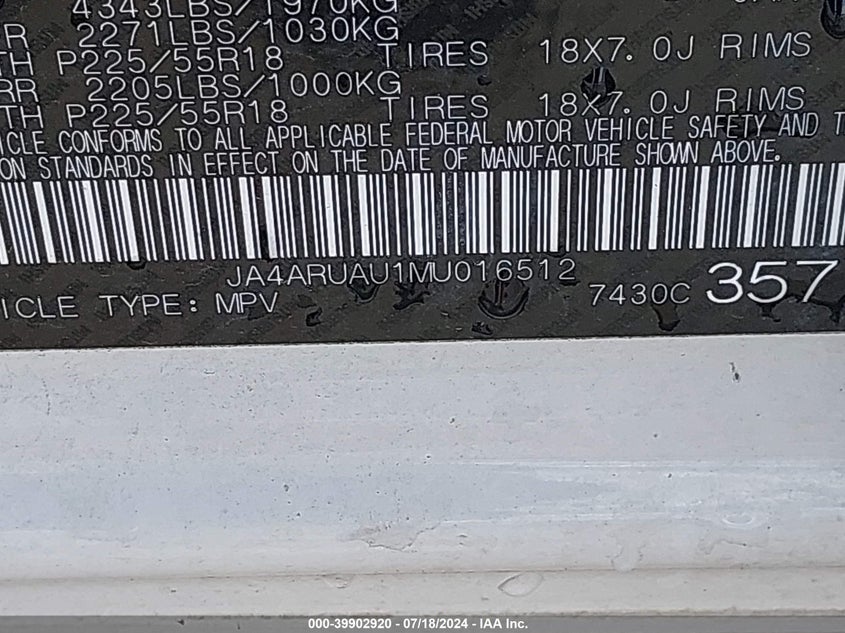 4343LBS/1970KG
2271LBS/1030KG
P225/55R18 TIRES 18X7.0J RIMS
RR 2205LBS/1000KG
TH P225/55R18 TIRES 18X7.0J RIMS
ICLE CONFORMS TO ALL APPLICABLE FEDERAL MOTOR VEHICLE SAFETY AND T
ON STANDARDS IN EFFECT ON THE DATE OF MANUFACTURE SHOWN ABOVE.
JA4ARUAU1MU016512
ICLE TYPE: MPV 7430C 357
000-39902920 - 07/18/2024 - IAA Inc.